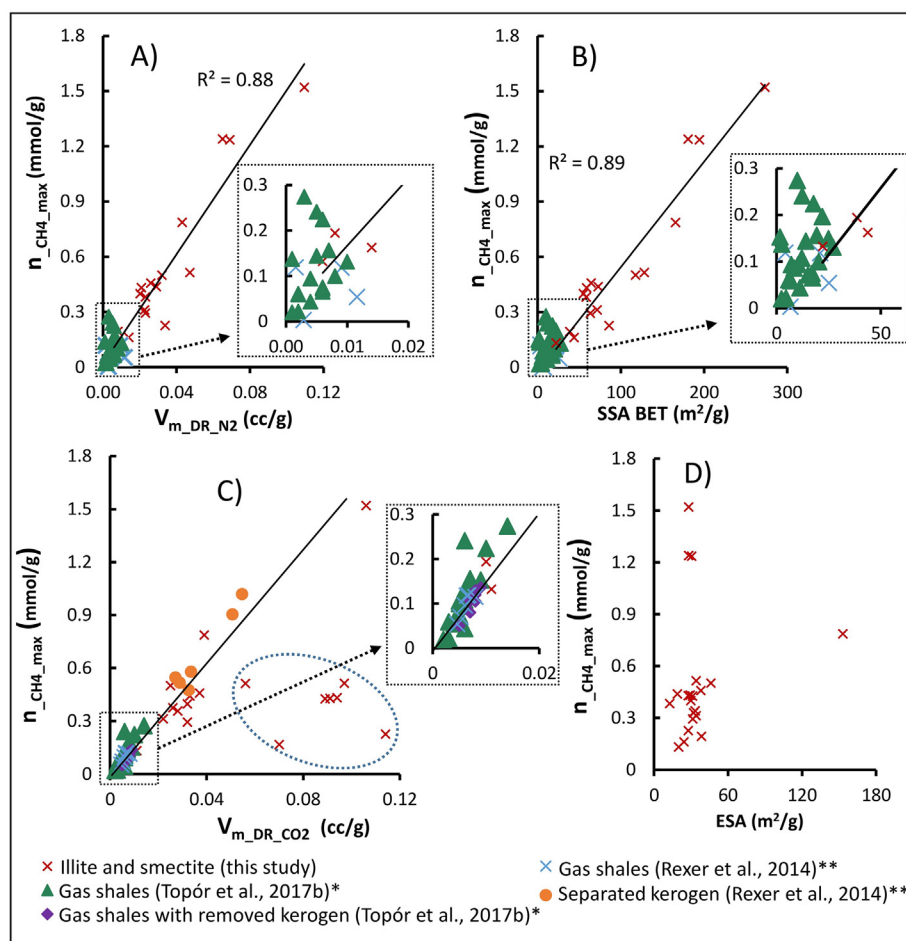 A)
B)
1.8
1.5
1.2
0.9
0.6
0.3
0
n_CH4_max (mmol/g)
R² = 0.88
0.3
0.2
0.1
0
0.00 0.01 0.02
0.00 0.04 0.08 0.12
Vm_DR_N2 (cc/g)
1.8
1.5
1.2
0.9
0.6
0.3
0
n_CH4_max (mmol/g)
R² = 0.89
0.3
0.2
0.1
0
0 50
0 100 200 300
SSA BET (m²/g)
C)
D)
1.8
1.5
1.2
0.9
0.6
0.3
0
n_CH4_max (mmol/g)
0.3
0.2
0.1
0
0 0.02
0 0.04 0.08 0.12
Vm_DR_CO2 (cc/g)
1.8
1.5
1.2
0.9
0.6
0.3
0.0
n_CH4_max (mmol/g)
0 60 120 180
ESA (m²/g)
Illite and smectite (this study)
Gas shales (Topór et al., 2017b)*
Gas shales with removed kerogen (Topór et al., 2017b)*
Gas shales (Rexer et al., 2014)**
Separated kerogen (Rexer et al., 2014)**